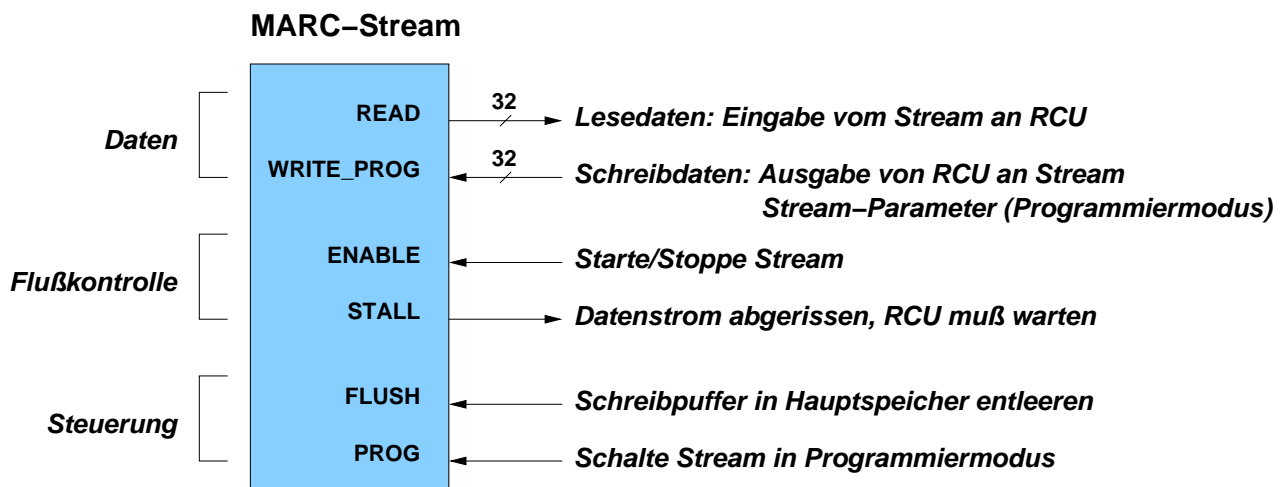 MARC−Stream
Daten
READ
32
Lesedaten: Eingabe vom Stream an RCU
WRITE_PROG
32
Schreibdaten: Ausgabe von RCU an Stream
Stream−Parameter (Programmiermodus)
Flußkontrolle
ENABLE
Starte/Stoppe Stream
STALL
Datenstrom abgerissen, RCU muß warten
Steuerung
FLUSH
Schreibpuffer in Hauptspeicher entleeren
PROG
Schalte Stream in Programmiermodus